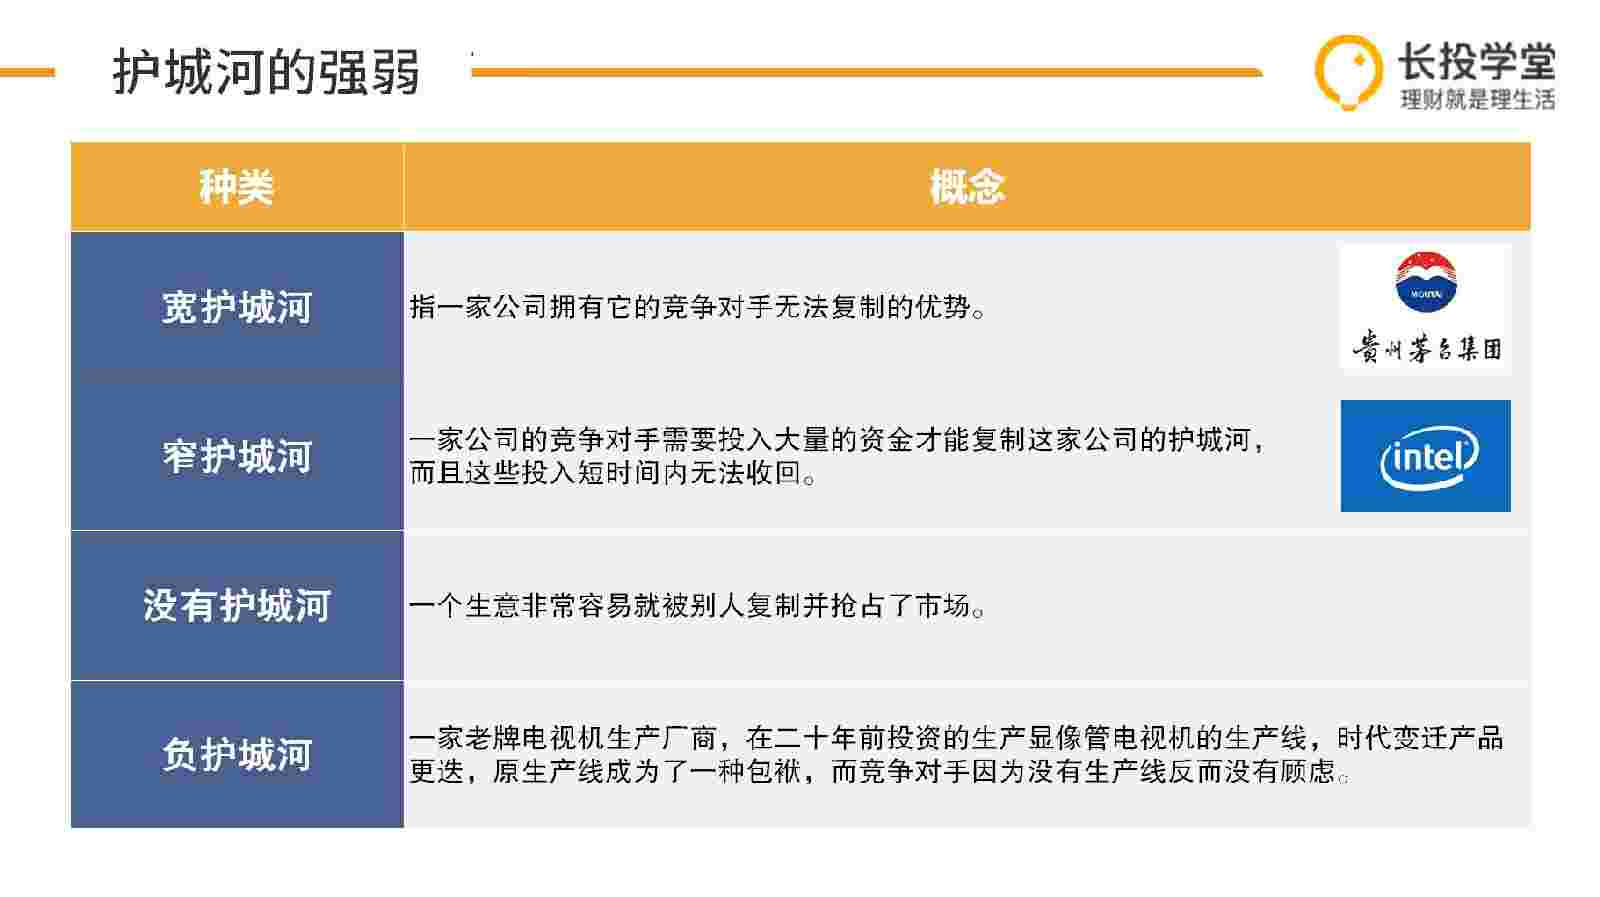 护城河的强弱
长投学堂
理财就是理生活
种类
概念
宽护城河
指一家公司拥有它的竞争对手无法复制的优势。
MOUTAI
貴州茅台集团
窄护城河
一家公司的竞争对手需要投入大量的资金才能复制这家公司的护城河，
而且这些投入短时间内无法收回。
intel
没有护城河
一个生意非常容易就被别人复制并抢占了市场。
负护城河
一家老牌电视机生产厂商，在二十年前投资的生产显像管电视机的生产线，时代变迁产品
更迭，原生产线成为了一种包袱，而竞争对手因为没有生产线反而没有顾虑。